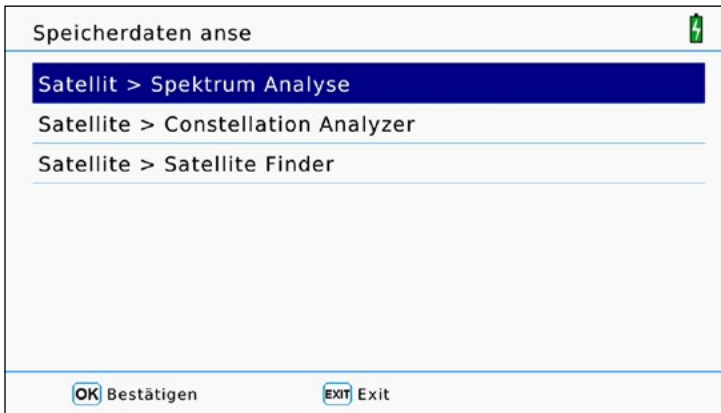 Speicherdaten anse
Satellit > Spektrum Analyse
Satellite > Constellation Analyzer
Satellite > Satellite Finder
OK Bestätigen EXIT Exit